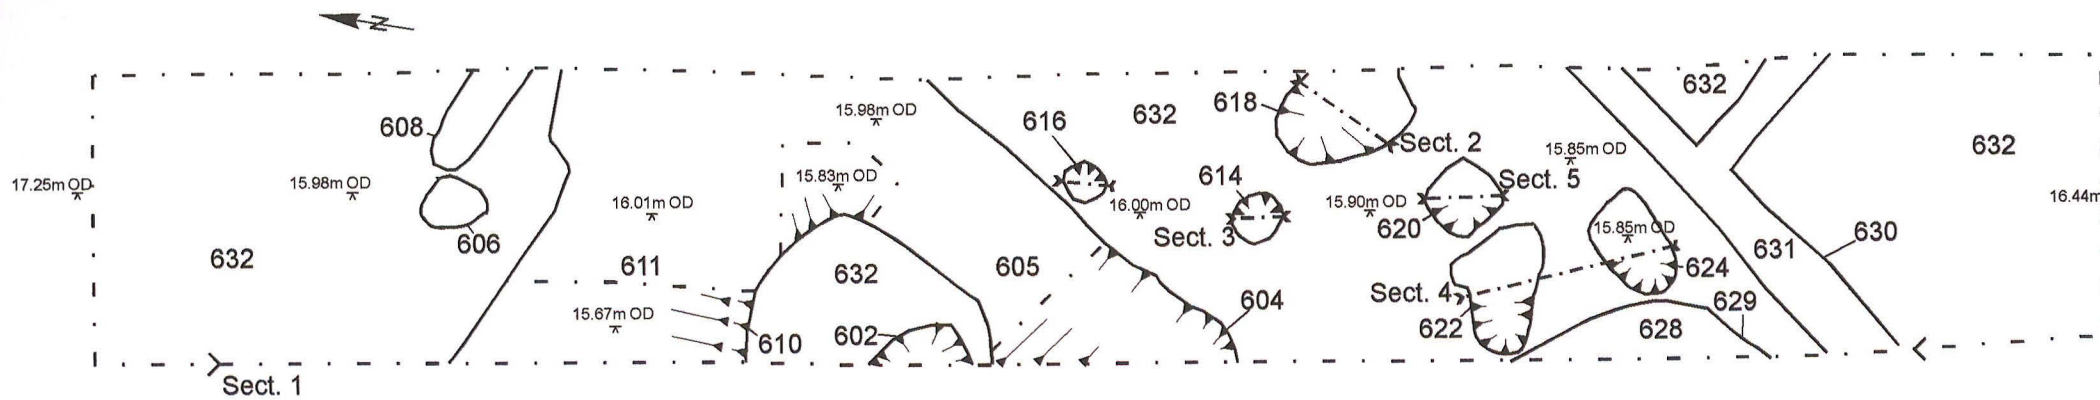 N
632
15.98m OD
618
616
632
608
Sect. 2
632
15.85m OD
614
15.83m OD
Sect. 5
17.25m OD
15.98m OD
16.01m OD
16.00m OD
15.90m OD
16.44m
620
15.85m OD
Sect. 3
606
630
632
611
632
605
631
624
Sect. 4
604
629
15.67m OD
622
628
610
602
Sect. 1